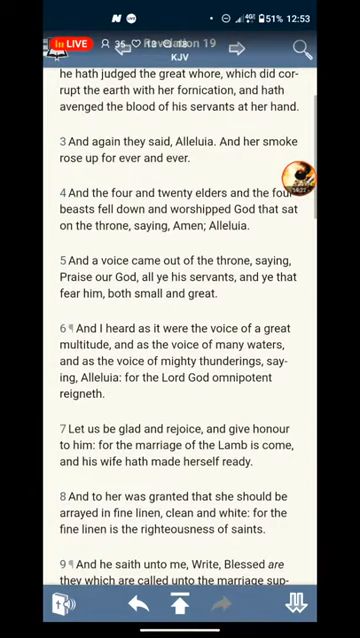 N LIVE 4G 51% 12:53
LIVE 35 13 Revelation 19
KJV
he hath judged the great whore, which did cor-
rupt the earth with her fornication, and hath
avenged the blood of his servants at her hand.
3 And again they said, Alleluia. And her smoke
rose up for ever and ever.
4 And the four and twenty elders and the four
beasts fell down and worshipped God that sat
on the throne, saying, Amen; Alleluia.
5 And a voice came out of the throne, saying,
Praise our God, all ye his servants, and ye that
fear him, both small and great.
6 ¶ And I heard as it were the voice of a great
multitude, and as the voice of many waters,
and as the voice of mighty thunderings, say-
ing, Alleluia: for the Lord God omnipotent
reigneth.
7 Let us be glad and rejoice, and give honour
to him: for the marriage of the Lamb is come,
and his wife hath made herself ready.
8 And to her was granted that she should be
arrayed in fine linen, clean and white: for the
fine linen is the righteousness of saints.
9 ¶ And he saith unto me, Write, Blessed are
they which are called unto the marriage sup-